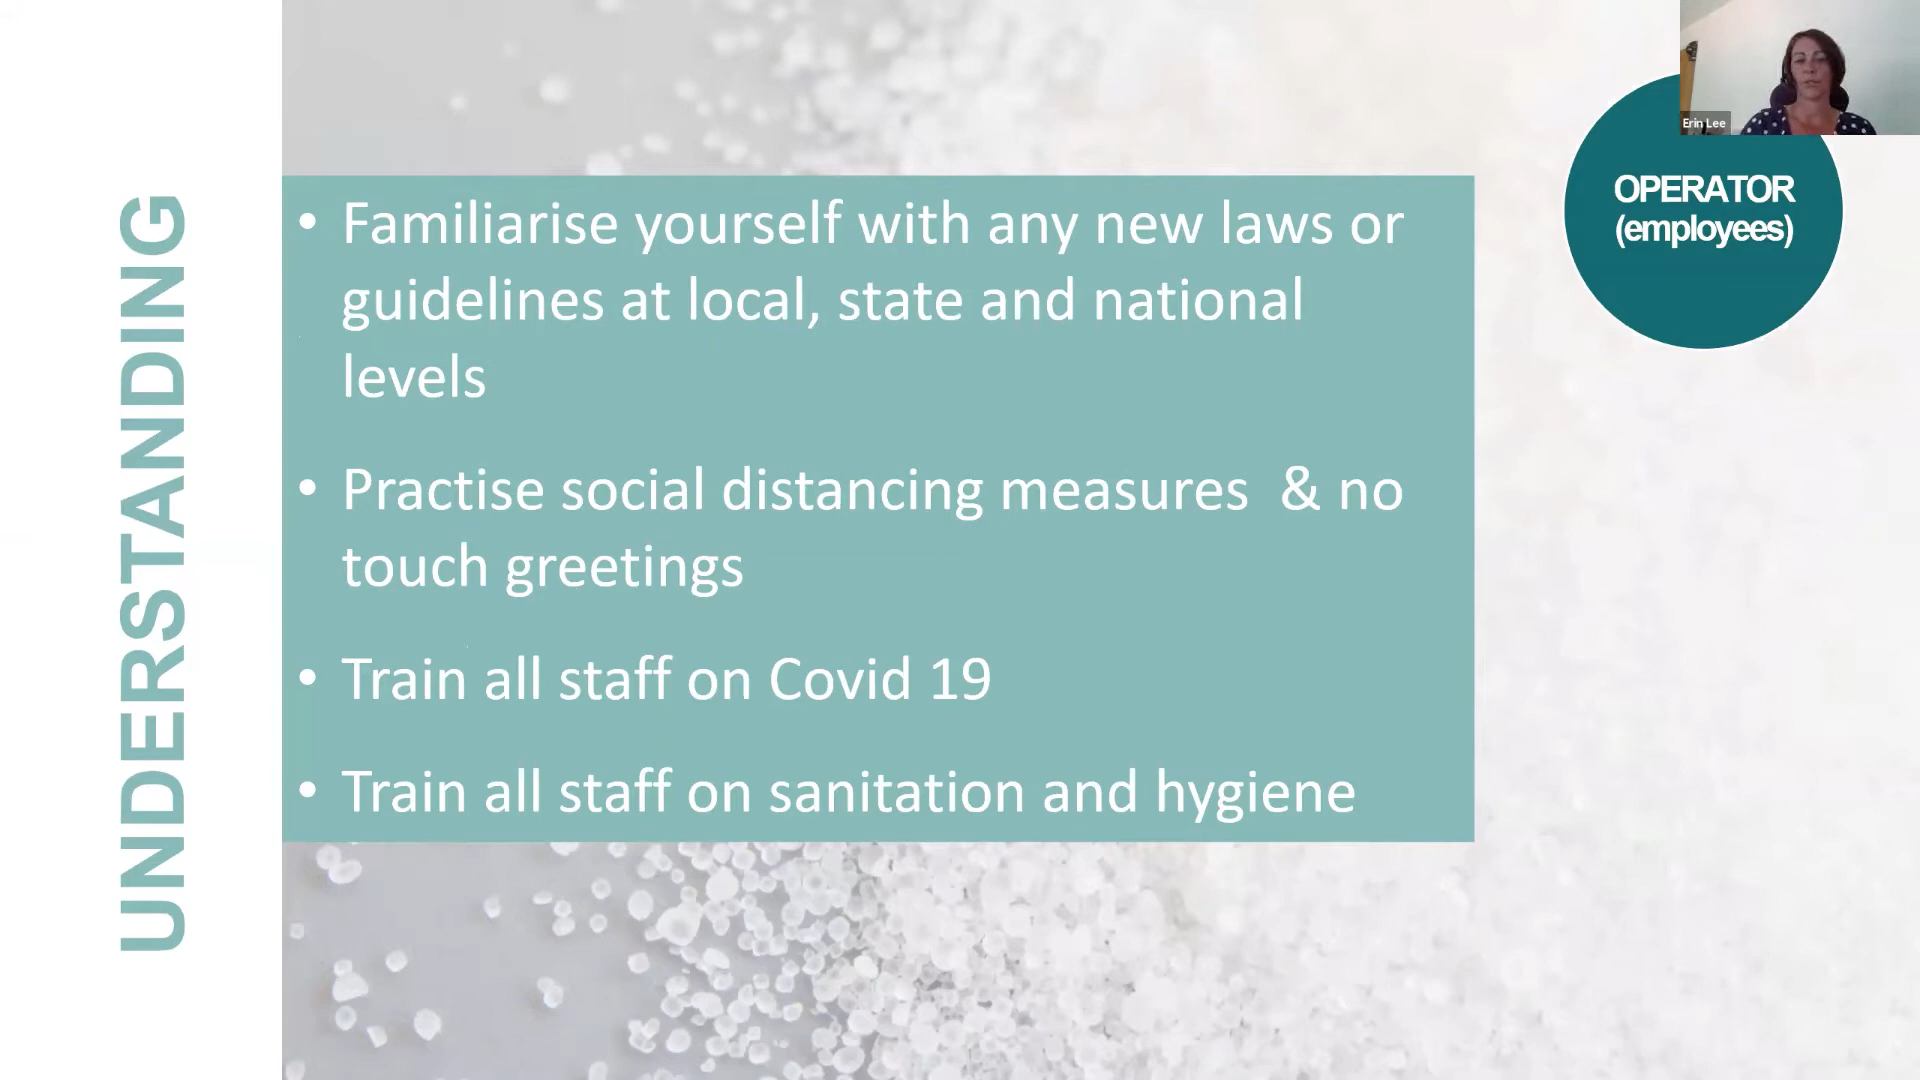 UNDERSTANDING
• Familiarise yourself with any new laws or
guidelines at local, state and national
levels
• Practise social distancing measures  & no
touch greetings
• Train all staff on Covid 19
• Train all staff on sanitation and hygiene
OPERATOR
(employees)
Erin Lee